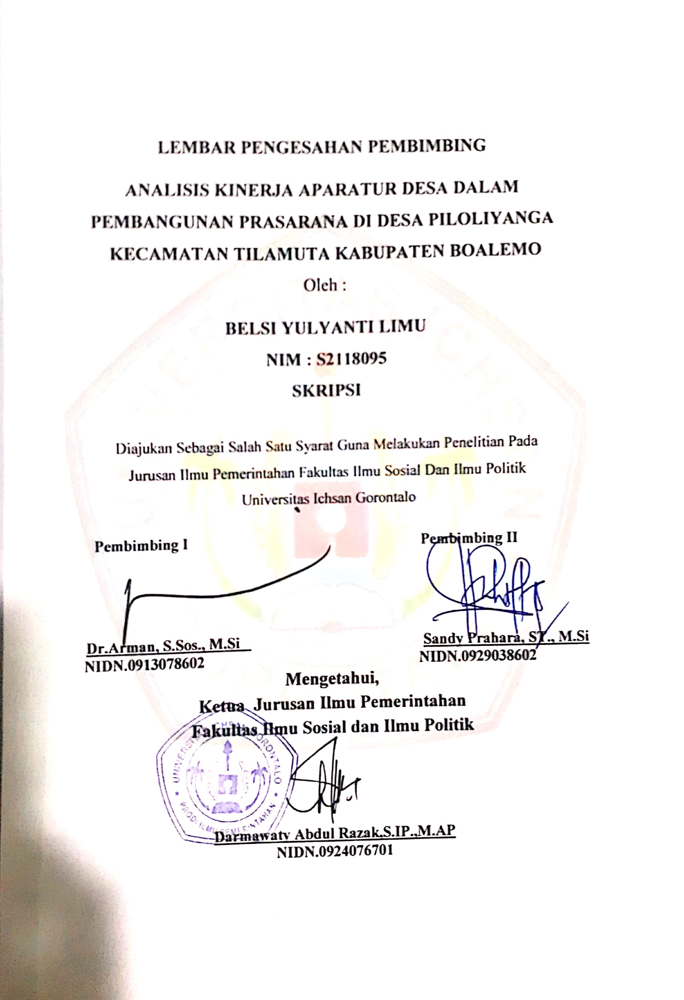 LEMBAR PENGESAHAN PEMBIMBING
ANALISIS KINERJA APARATUR DESA DALAM
PEMBANGUNAN PRASARANA DI DESA PILOLIYANGA
KECAMATAN TILAMUTA KABUPATEN BOALEMO
Oleh :
BELSI YULYANTI LIMU
NIM : S2118095
SKRIPSI
Diajukan Sebagai Salah Satu Syarat Guna Melakukan Penelitian Pada
Jurusan Ilmu Pemerintahan Fakultas Ilmu Sosial Dan Ilmu Politik
Universitas Ichsan Gorontalo
Pembimbing I
Pembimbing II
Dr.Arman, S.Sos., M.Si
Sandy Prahara, ST., M.Si
NIDN.0913078602
NIDN.0929038602
Mengetahui,
Ketua Jurusan Ilmu Pemerintahan
Fakultas Ilmu Sosial dan Ilmu Politik
UNIVERSITAS ICHSAN GORONTALO
PRODI ILMU PEMERINTAHAN
Darmawaty Abdul Razak,S.IP.,M.AP
NIDN.0924076701